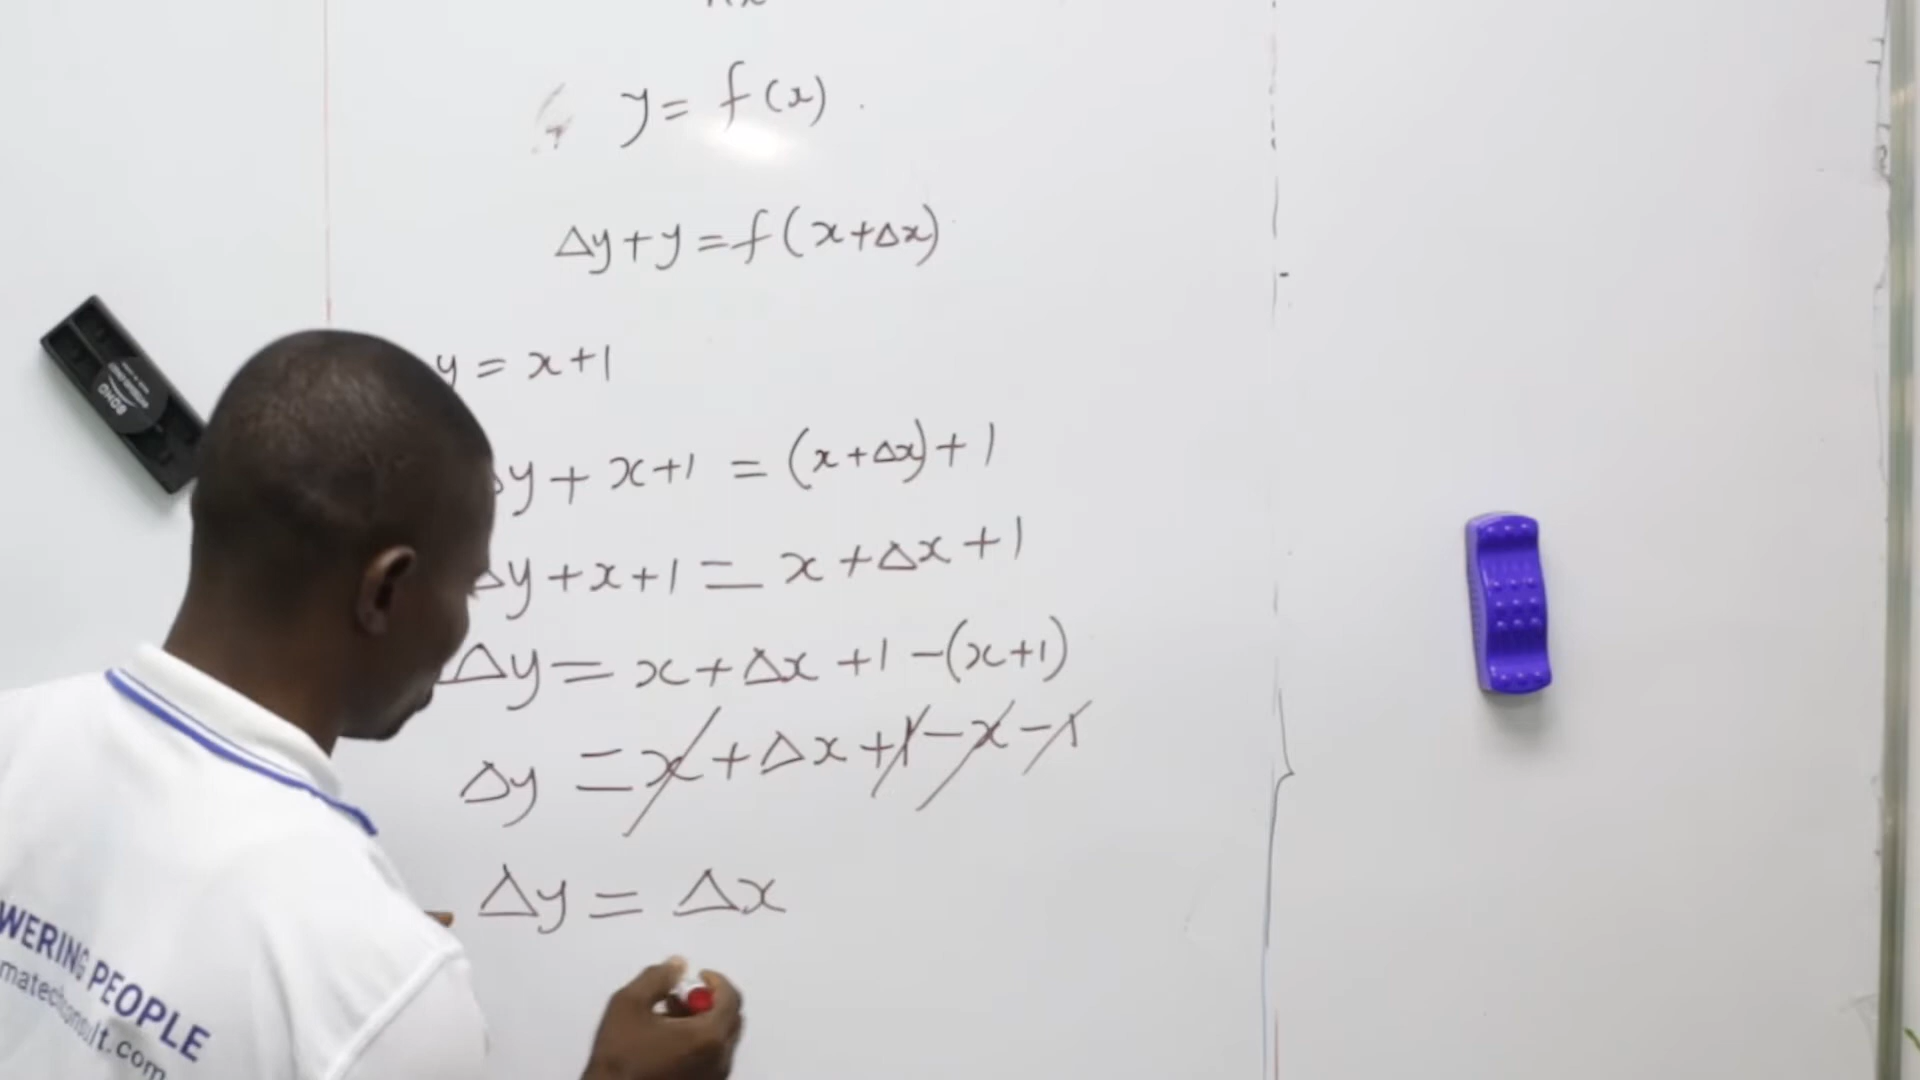 y = f(x).
Δy + y = f(x+Δx)
y = x+1
Δy + x+1 = (x+Δx)+1
Δy + x + 1 = x + Δx + 1
Δy = x + Δx + 1 - (x+1)
Δy = x + Δx + 1 - x - 1
Δy = Δx
WERING PEOPLE
matechconsult.com